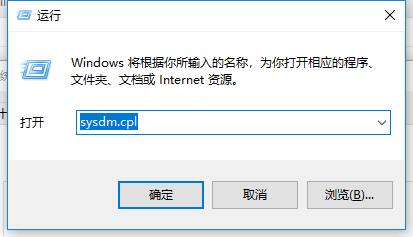 运行
Windows 将根据你所输入的名称，为你打开相应的程序、
文件夹、文档或 Internet 资源。
打开
sysdm.cpl
确定
取消
浏览(B)...